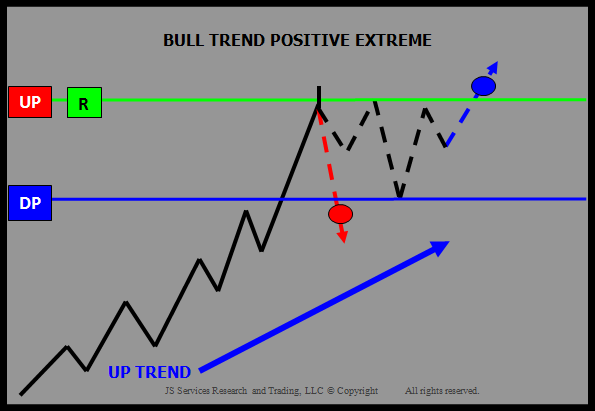 BULL TREND POSITIVE EXTREME
UP R
DP
UP TREND
JS Services Research and Trading, LLC © Copyright All rights reserved.